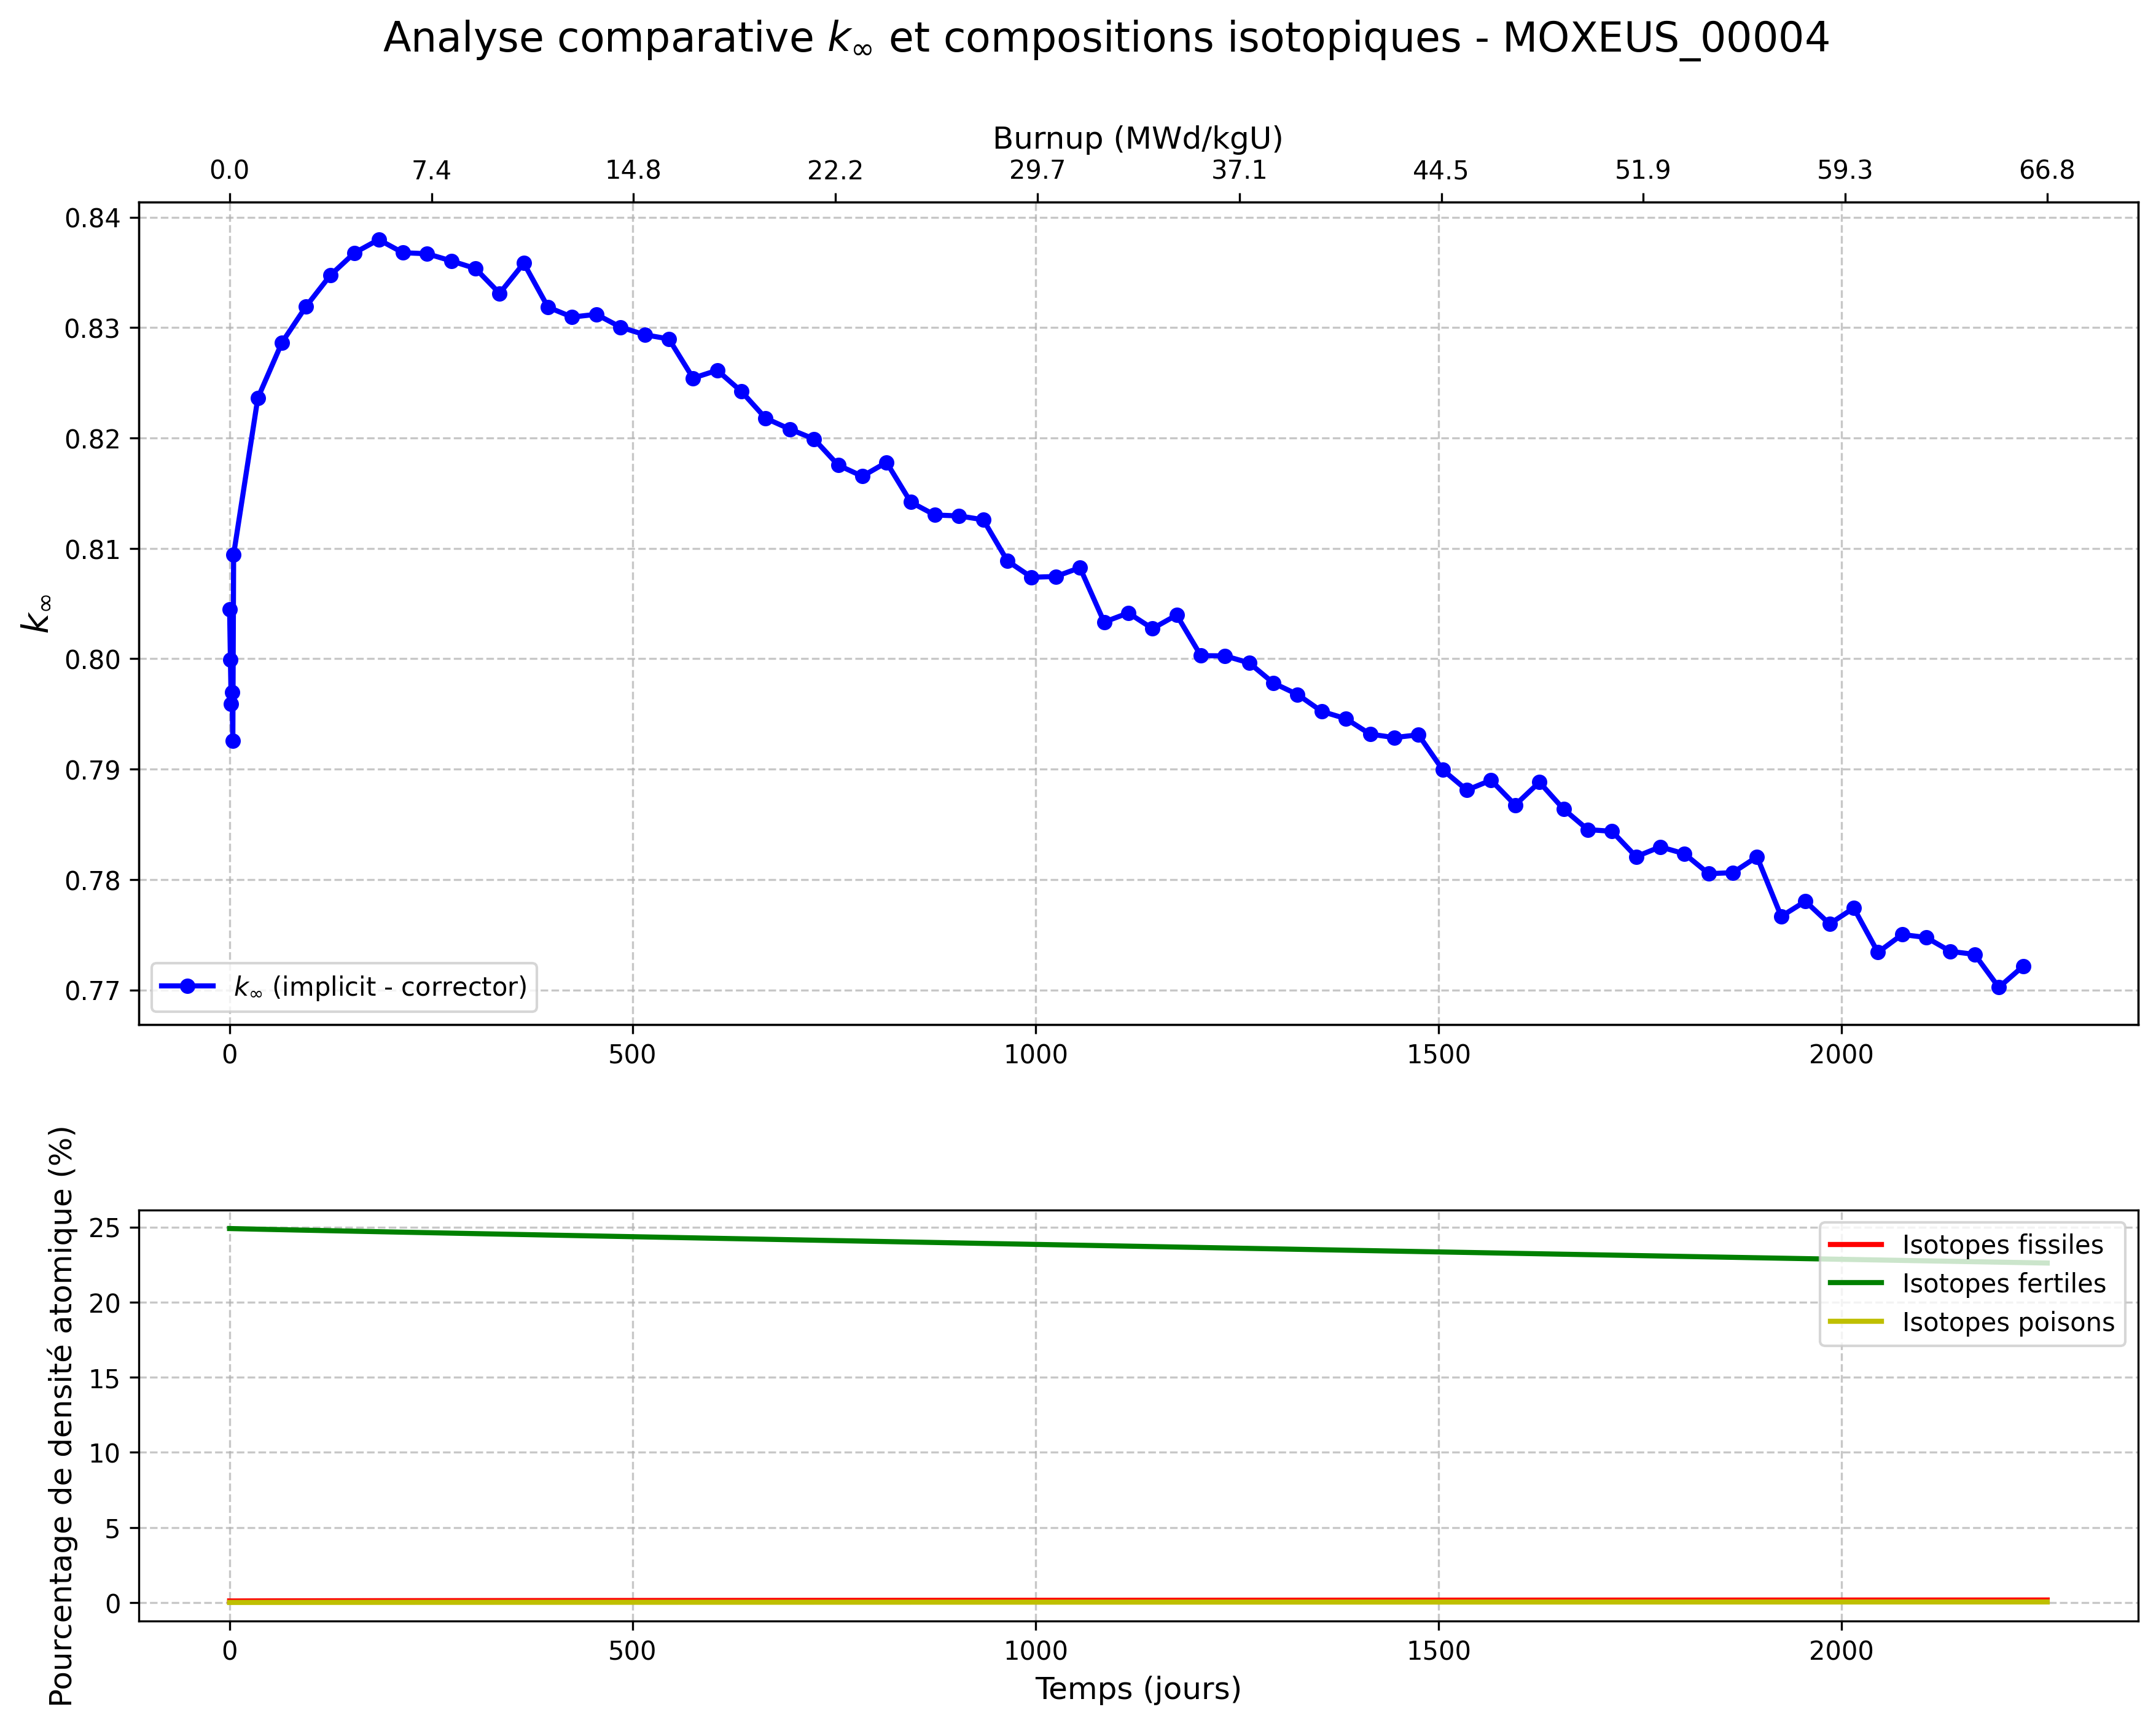 Analyse comparative k∞ et compositions isotopiques - MOXEUS_00004
Burnup (MWd/kgU)
0.0 7.4 14.8 22.2 29.7 37.1 44.5 51.9 59.3 66.8
0.84
0.83
0.82
0.81
0.80
0.79
0.78
0.77
k∞
k∞ (implicit - corrector)
0 500 1000 1500 2000
Pourcentage de densité atomique (%)
25
20
15
10
5
0
Isotopes fissiles
Isotopes fertiles
Isotopes poisons
0 500 1000 1500 2000
Temps (jours)